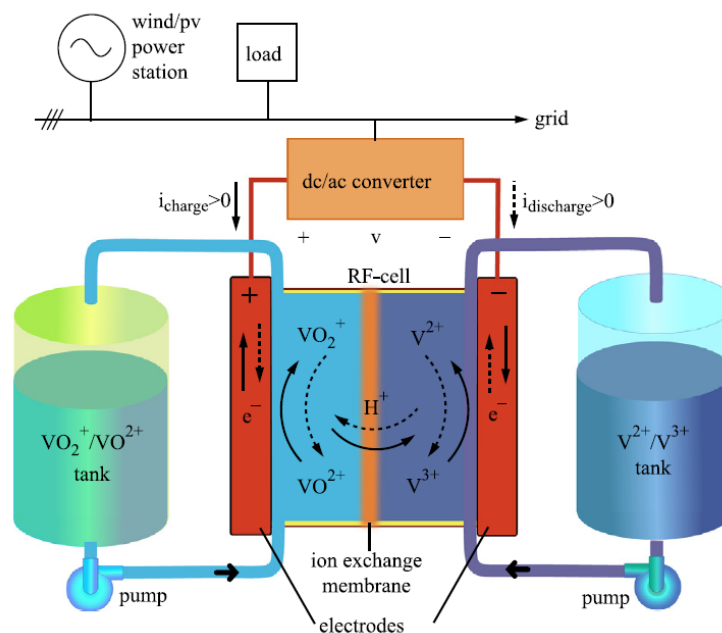 wind/pv
power
station
load
grid
dc/ac converter
i_charge>0
i_discharge>0
+ v −
RF-cell
+
−
VO₂⁺
V²⁺
e⁻
H⁺
e⁻
VO₂⁺/VO²⁺
tank
V²⁺/V³⁺
tank
VO²⁺
V³⁺
ion exchange
membrane
pump
pump
electrodes